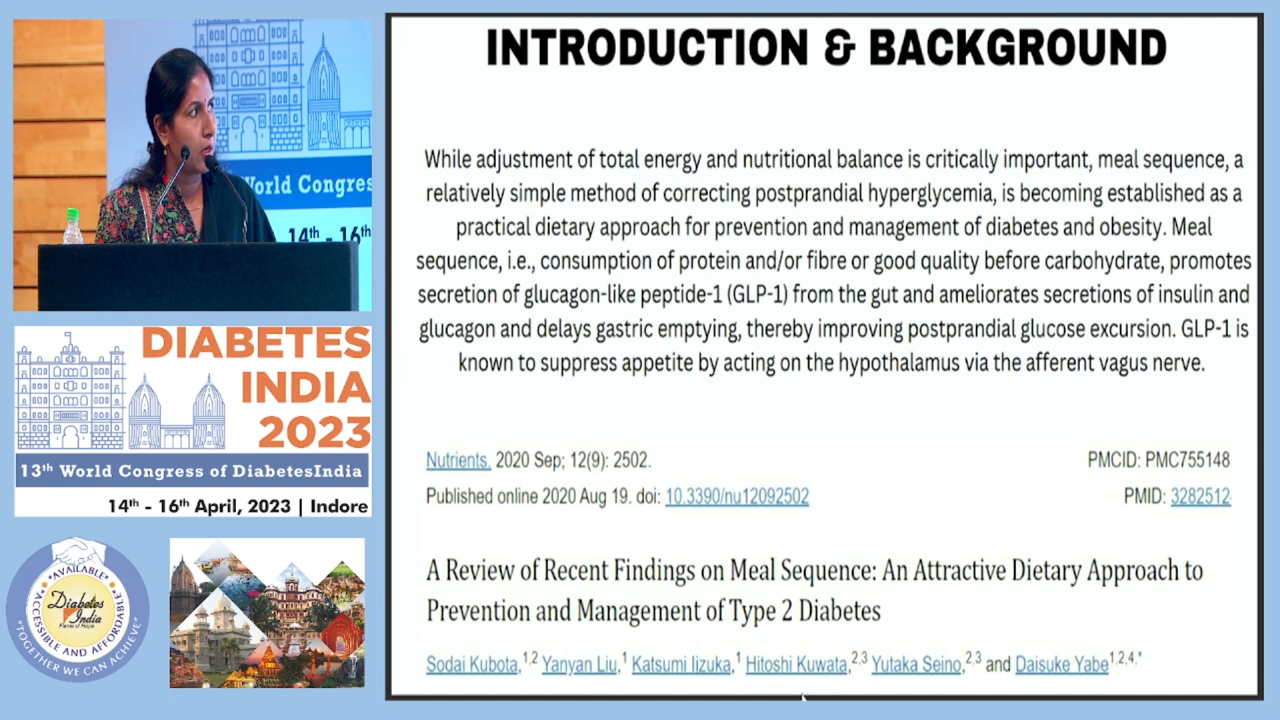 INTRODUCTION & BACKGROUND
While adjustment of total energy and nutritional balance is critically important, meal sequence, a
relatively simple method of correcting postprandial hyperglycemia, is becoming established as a
practical dietary approach for prevention and management of diabetes and obesity. Meal
sequence, i.e., consumption of protein and/or fibre or good quality before carbohydrate, promotes
secretion of glucagon-like peptide-1 (GLP-1) from the gut and ameliorates secretions of insulin and
glucagon and delays gastric emptying, thereby improving postprandial glucose excursion. GLP-1 is
known to suppress appetite by acting on the hypothalamus via the afferent vagus nerve.
Nutrients. 2020 Sep; 12(9): 2502.
PMCID: PMC755148
Published online 2020 Aug 19. doi: 10.3390/nu12092502
PMID: 3282512
A Review of Recent Findings on Meal Sequence: An Attractive Dietary Approach to
Prevention and Management of Type 2 Diabetes
Sodai Kubota,1,2 Yanyan Liu,1 Katsumi Iizuka,1 Hitoshi Kuwata,2,3 Yutaka Seino,2,3 and Daisuke Yabe1,2,4,*
World Congres
14th - 16th
DIABETES
INDIA
2023
13th World Congress of DiabetesIndia
14th - 16th April, 2023 | Indore
*AVAILABLE*
*ACCESSIBLE AND AFFORDABLE*
Diabetes
India
Flame of Hope
"TOGETHER WE CAN ACHIEVE"